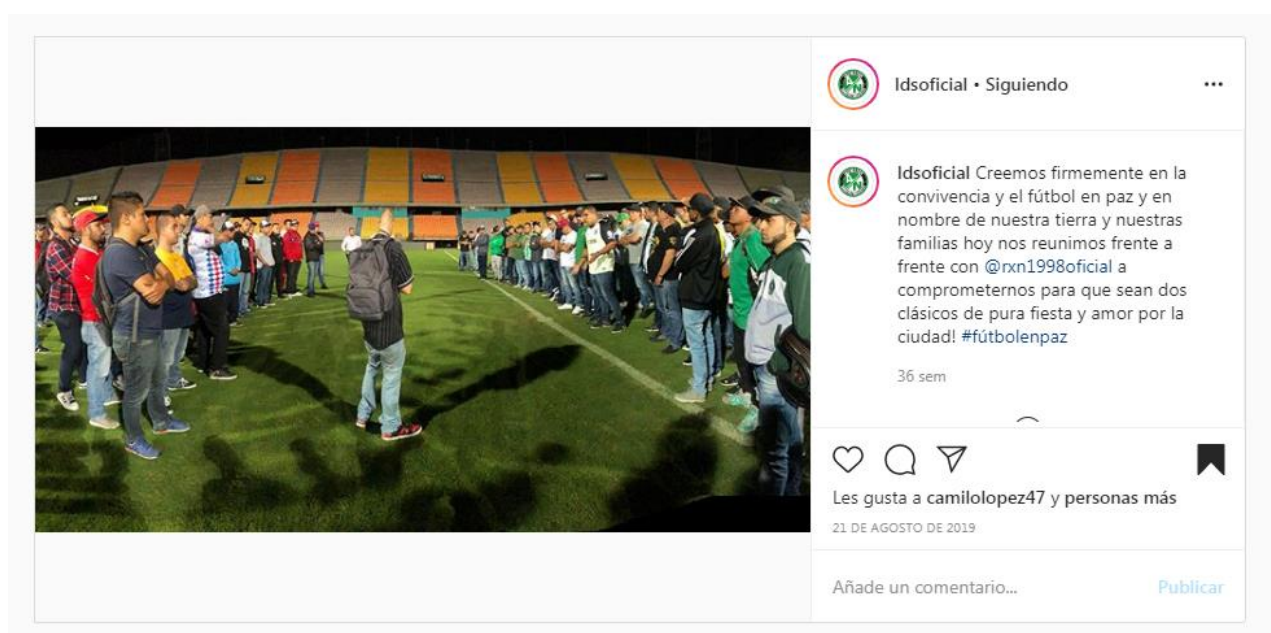 ldsoficial • Siguiendo
ldsoficial Creemos firmemente en la
convivencia y el fútbol en paz y en
nombre de nuestra tierra y nuestras
familias hoy nos reunimos frente a
frente con @rxn1998oficial a
comprometernos para que sean dos
clásicos de pura fiesta y amor por la
ciudad! #fútbolenpaz
36 sem
Les gusta a camilolopez47 y personas más
21 DE AGOSTO DE 2019
Añade un comentario...
Publicar